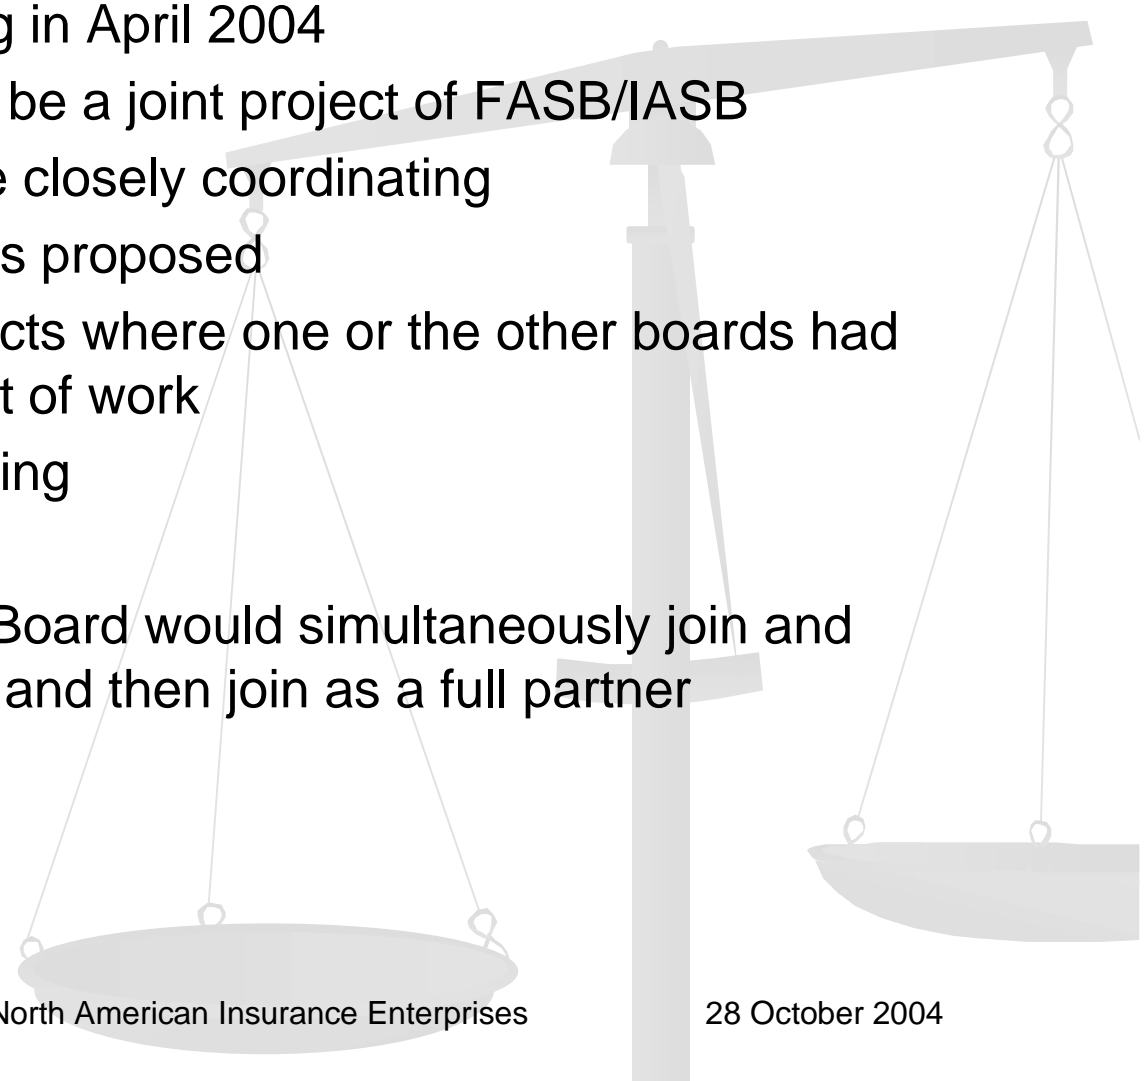 g in April 2004
be a joint project of FASB/IASB
e closely coordinating
s proposed
cts where one or the other boards had
t of work
ing
Board would simultaneously join and
and then join as a full partner
North American Insurance Enterprises 28 October 2004